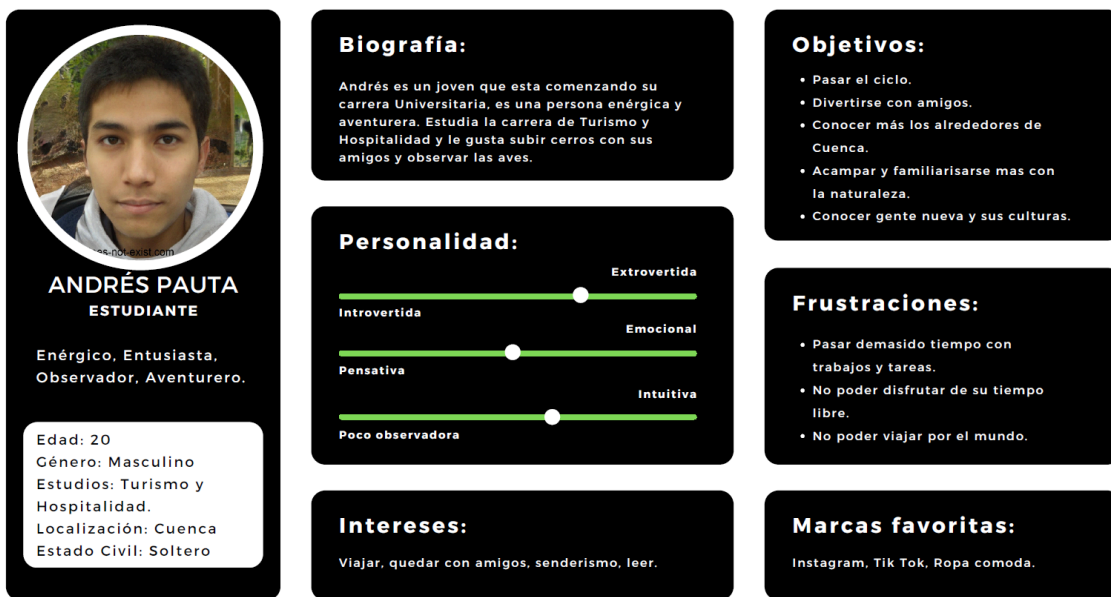 es-not-exist.com
ANDRÉS PAUTA
ESTUDIANTE
Enérgico, Entusiasta,
Observador, Aventurero.
Edad: 20
Género: Masculino
Estudios: Turismo y
Hospitalidad.
Localización: Cuenca
Estado Civil: Soltero
Biografía:
Andrés es un joven que esta comenzando su
carrera Universitaria, es una persona enérgica y
aventurera. Estudia la carrera de Turismo y
Hospitalidad y le gusta subir cerros con sus
amigos y observar las aves.
Personalidad:
Extrovertida
Introvertida
Emocional
Pensativa
Intuitiva
Poco observadora
Intereses:
Viajar, quedar con amigos, senderismo, leer.
Objetivos:
• Pasar el ciclo.
• Divertirse con amigos.
• Conocer más los alrededores de
Cuenca.
• Acampar y familiarisarse mas con
la naturaleza.
• Conocer gente nueva y sus culturas.
Frustraciones:
• Pasar demasido tiempo con
trabajos y tareas.
• No poder disfrutar de su tiempo
libre.
• No poder viajar por el mundo.
Marcas favoritas:
Instagram, Tik Tok, Ropa comoda.